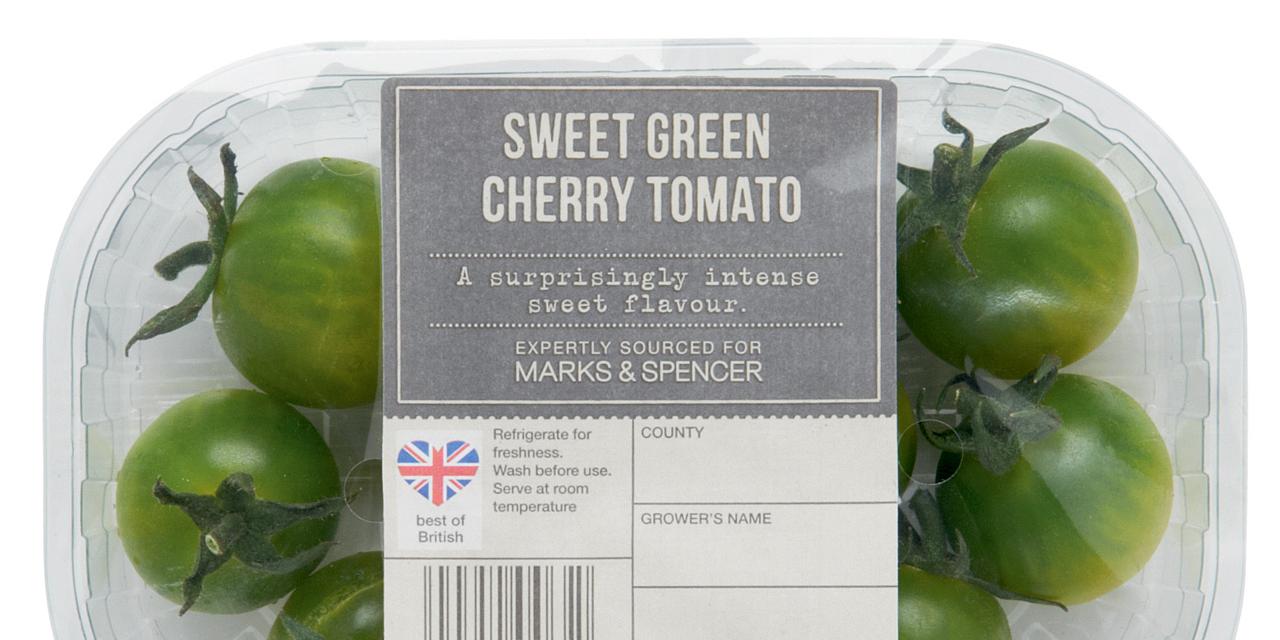 SWEET GREEN
CHERRY TOMATO
A surprisingly intense
sweet flavour.
EXPERTLY SOURCED FOR
MARKS & SPENCER
best of
British
Refrigerate for
freshness.
Wash before use.
Serve at room
temperature
COUNTY
GROWER'S NAME